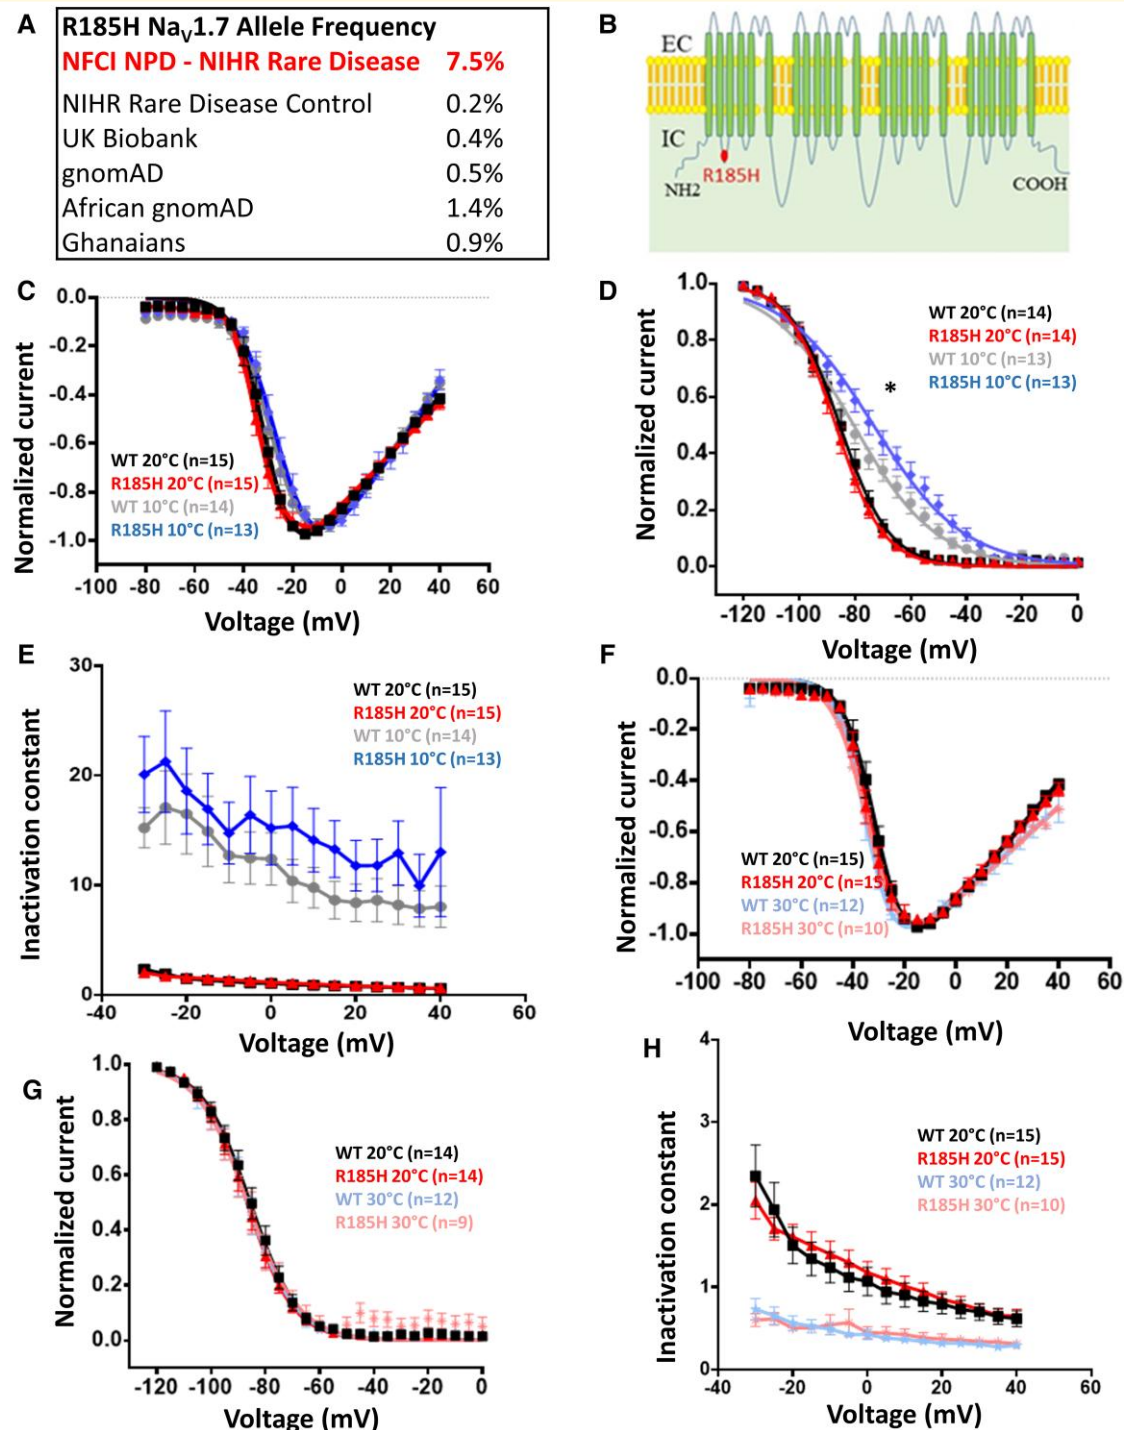 A
R185H NaV1.7 Allele Frequency
NFCI NPD - NIHR Rare Disease 7.5%
NIHR Rare Disease Control 0.2%
UK Biobank 0.4%
gnomAD 0.5%
African gnomAD 1.4%
Ghanaians 0.9%
B
EC
IC
NH2
R185H
COOH
C
Normalized current
0.0
-0.2
-0.4
-0.6
-0.8
-1.0
WT 20°C (n=15)
R185H 20°C (n=15)
WT 10°C (n=14)
R185H 10°C (n=13)
-100 -80 -60 -40 -20 0 20 40 60
Voltage (mV)
D
Normalized current
1.0
0.8
0.6
0.4
0.2
0.0
WT 20°C (n=14)
R185H 20°C (n=14)
WT 10°C (n=13)
R185H 10°C (n=13)
*
-120 -100 -80 -60 -40 -20 0
Voltage (mV)
E
Inactivation constant
30
20
10
0
WT 20°C (n=15)
R185H 20°C (n=15)
WT 10°C (n=14)
R185H 10°C (n=13)
-40 -20 0 20 40 60
Voltage (mV)
F
Normalized current
0.0
-0.2
-0.4
-0.6
-0.8
-1.0
WT 20°C (n=15)
R185H 20°C (n=15
WT 30°C (n=12)
R185H 30°C (n=10)
-100 -80 -60 -40 -20 0 20 40 60
Voltage (mV)
G
Normalized current
1.0
0.8
0.6
0.4
0.2
0.0
WT 20°C (n=14)
R185H 20°C (n=14)
WT 30°C (n=12)
R185H 30°C (n=9)
-120 -100 -80 -60 -40 -20 0
Voltage (mV)
H
Inactivation constant
4
3
2
1
0
WT 20°C (n=15)
R185H 20°C (n=15)
WT 30°C (n=12)
R185H 30°C (n=10)
-40 -20 0 20 40 60
Voltage (mV)